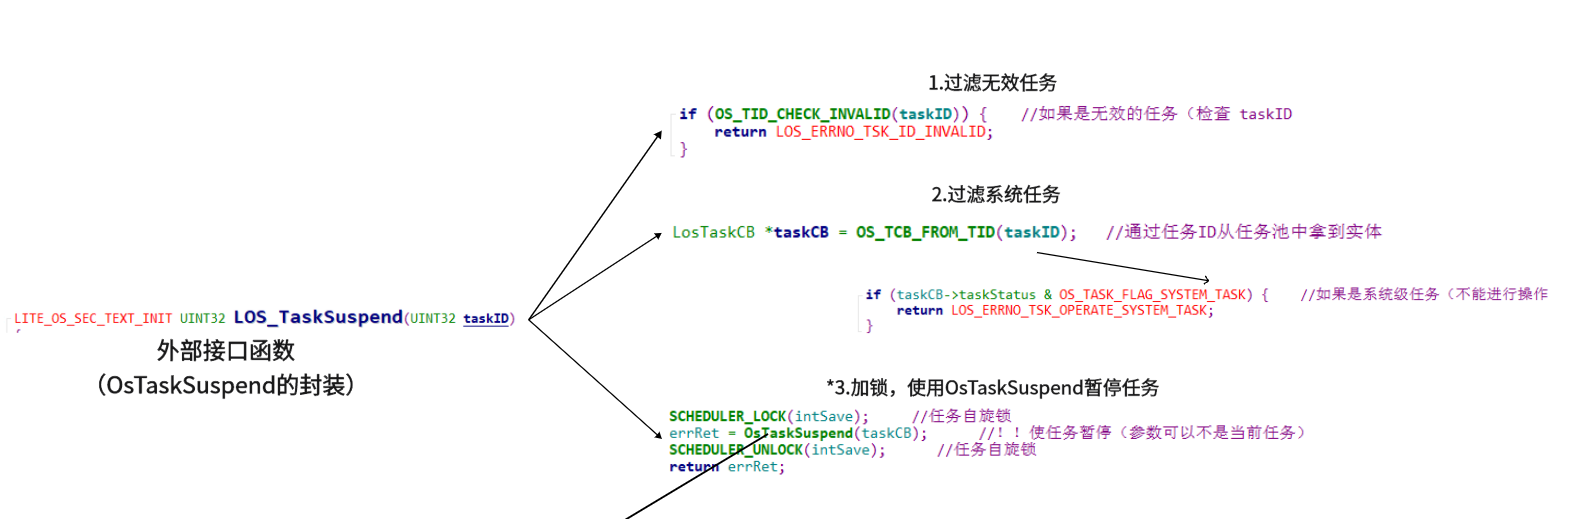 1.过滤无效任务
if (OS_TID_CHECK_INVALID(taskID)) { //如果是无效的任务（检查 taskID
return LOS_ERRNO_TSK_ID_INVALID;
}
2.过滤系统任务
LosTaskCB *taskCB = OS_TCB_FROM_TID(taskID); //通过任务ID从任务池中拿到实体
if (taskCB->taskStatus & OS_TASK_FLAG_SYSTEM_TASK) { //如果是系统级任务（不能进行操作
return LOS_ERRNO_TSK_OPERATE_SYSTEM_TASK;
}
LITE_OS_SEC_TEXT_INIT UINT32 LOS_TaskSuspend(UINT32 taskID)
外部接口函数
（OsTaskSuspend的封装）
*3.加锁，使用OsTaskSuspend暂停任务
SCHEDULER_LOCK(intSave); //任务自旋锁
errRet = OsTaskSuspend(taskCB); //！！使任务暂停（参数可以不是当前任务）
SCHEDULER_UNLOCK(intSave); //任务自旋锁
return errRet;